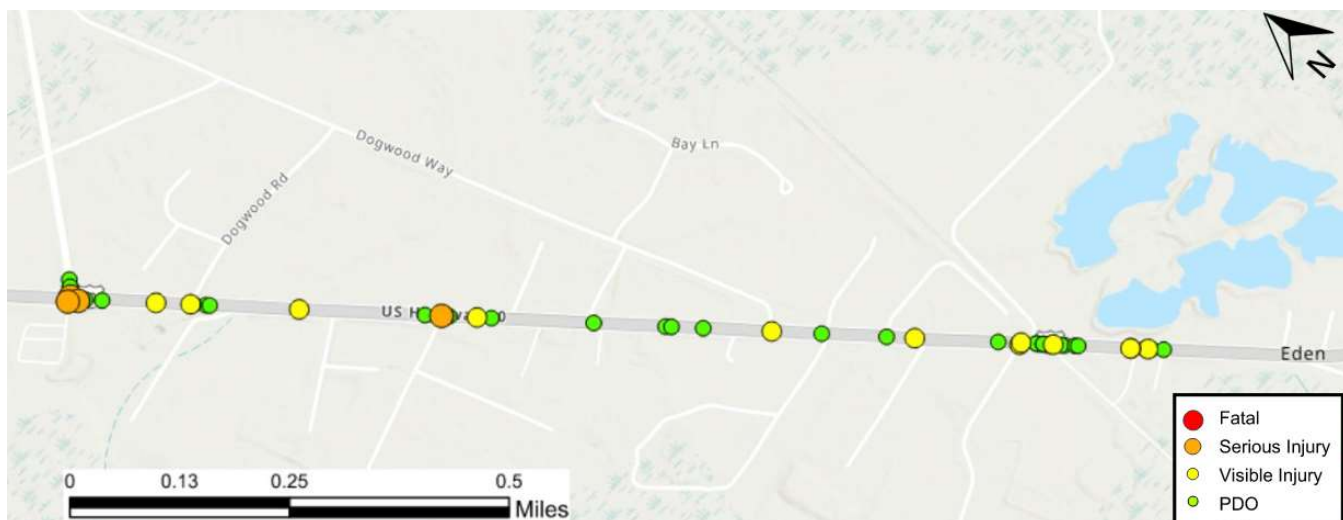 N
Dogwood Way
Bay Ln
Dogwood Rd
US H
Eden
Fatal
Serious Injury
Visible Injury
PDO
0 0.13 0.25 0.5
Miles